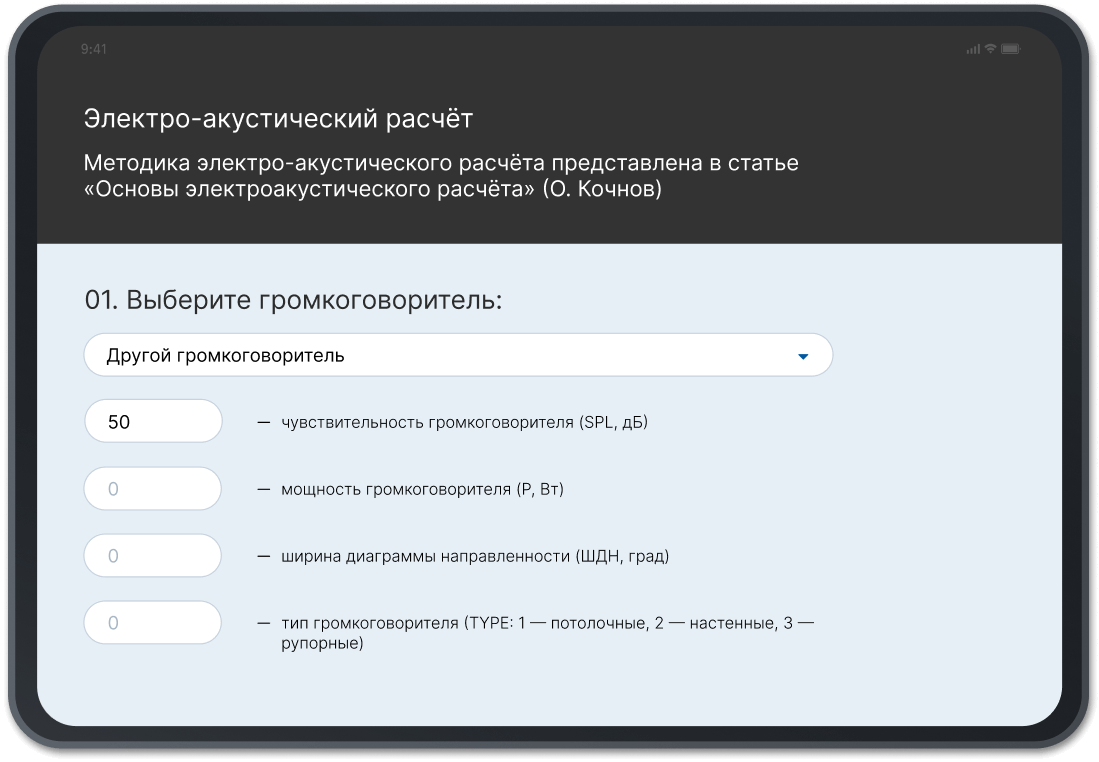 9:41
Электро-акустический расчёт
Методика электро-акустического расчёта представлена в статье
«Основы электроакустического расчёта» (О. Кочнов)
01. Выберите громкоговоритель:
Другой громкоговоритель
50 — чувствительность громкоговорителя (SPL, дБ)
0 — мощность громкоговорителя (P, Вт)
0 — ширина диаграммы направленности (ШДН, град)
0 — тип громкоговорителя (TYPE: 1 — потолочные, 2 — настенные, 3 —
рупорные)